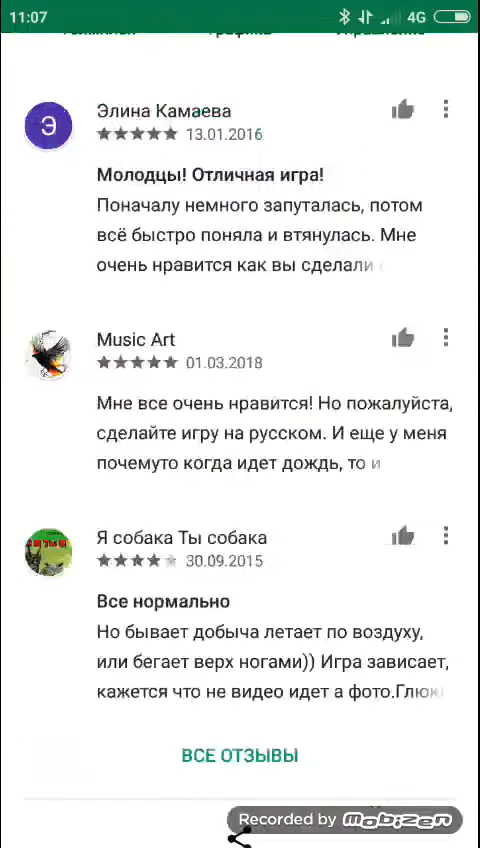 11:07 4G
Э Элина Камаева
13.01.2016
Молодцы! Отличная игра!
Поначалу немного запуталась, потом
всё быстро поняла и втянулась. Мне
очень нравится как вы сделали
Music Art
01.03.2018
Мне все очень нравится! Но пожалуйста,
сделайте игру на русском. И еще у меня
почемуто когда идет дождь, то и
Я собака Ты собака
30.09.2015
Все нормально
Но бывает добыча летает по воздуху,
или бегает верх ногами)) Игра зависает,
кажется что не видео идет а фото.Глюки
ВСЕ ОТЗЫВЫ
Recorded by Mobizen